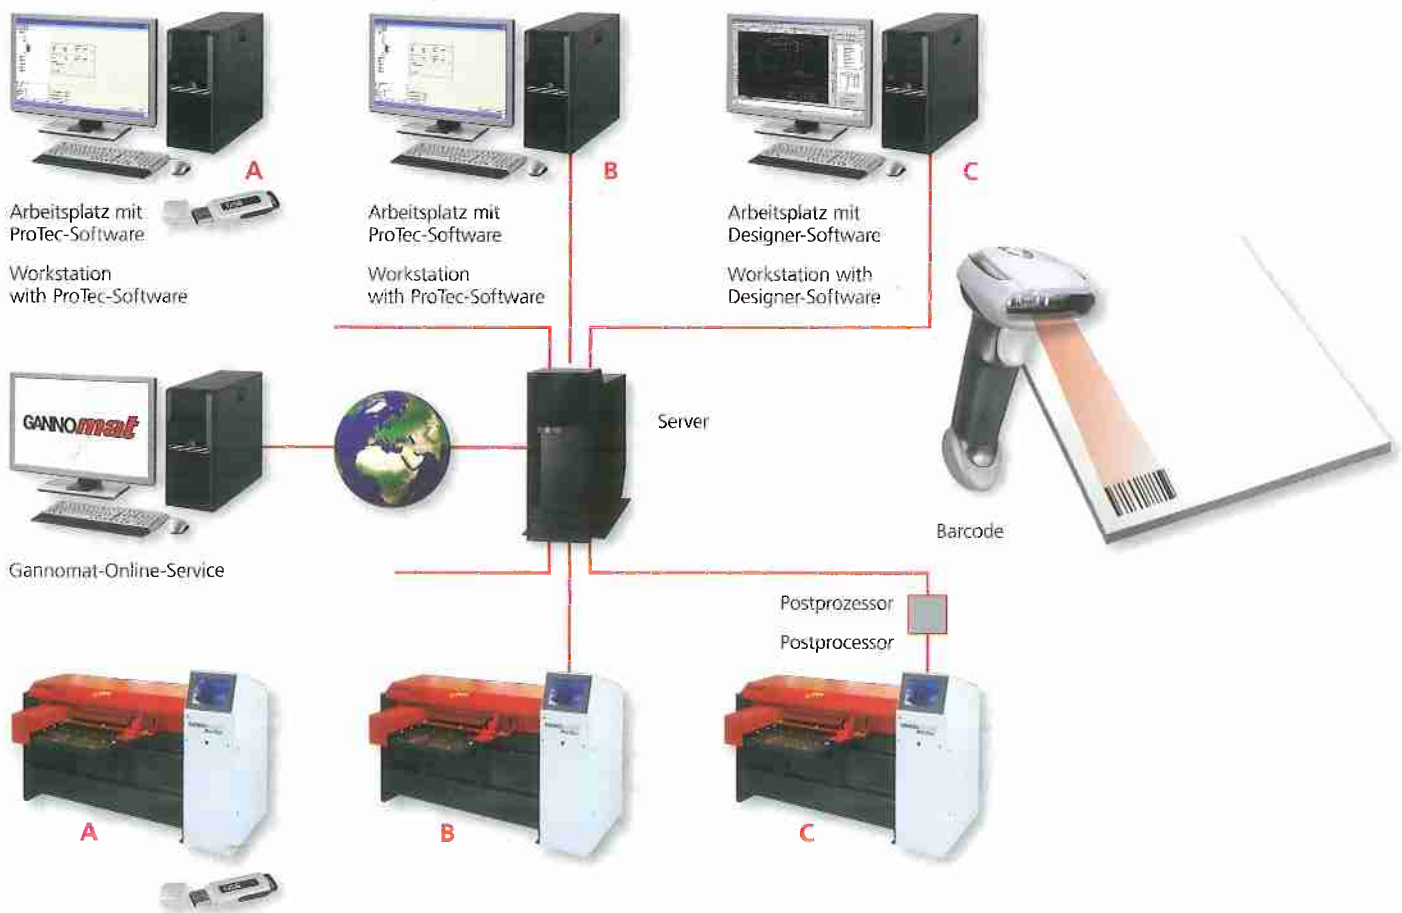 A
B
C
Arbeitsplatz mit
ProTec-Software
Workstation
with ProTec-Software
Arbeitsplatz mit
ProTec-Software
Workstation
with ProTec-Software
Arbeitsplatz mit
Designer-Software
Workstation with
Designer-Software
GANNOmat
Server
Barcode
Gannomat-Online-Service
Postprozessor
Postprocessor
A
B
C